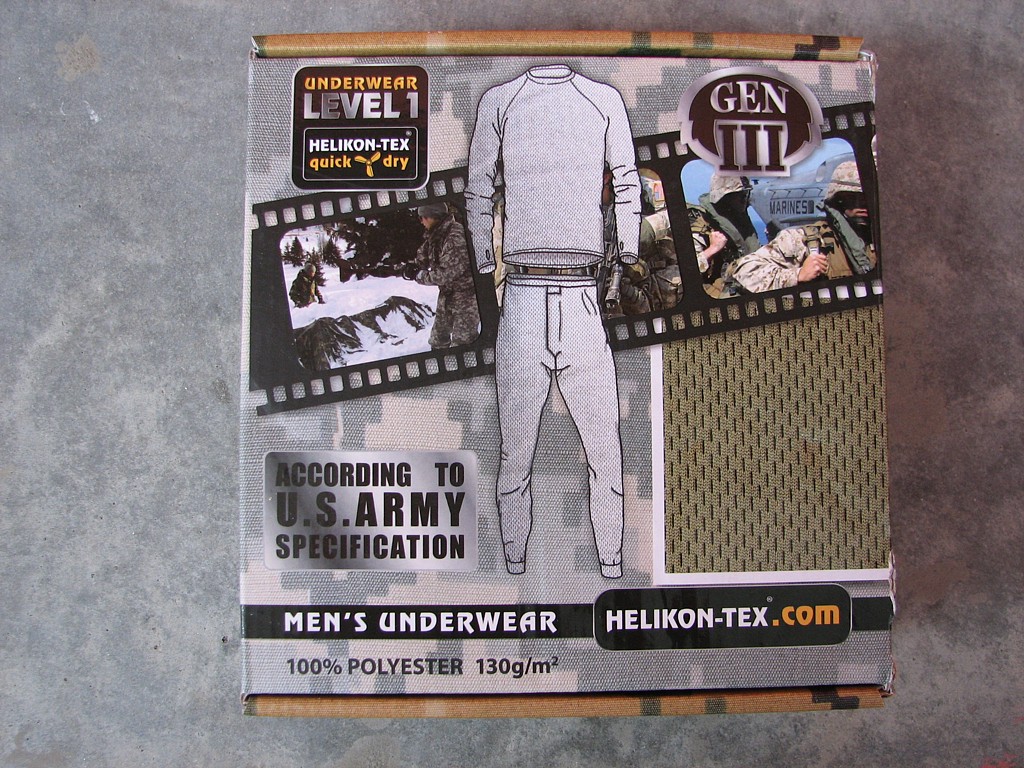 UNDERWEAR
LEVEL 1
HELIKON-TEX®
quick dry
GEN
III
MARINES
ACCORDING TO
U.S. ARMY
SPECIFICATION
MEN'S UNDERWEAR
HELIKON-TEX®.com
100% POLYESTER 130g/m²